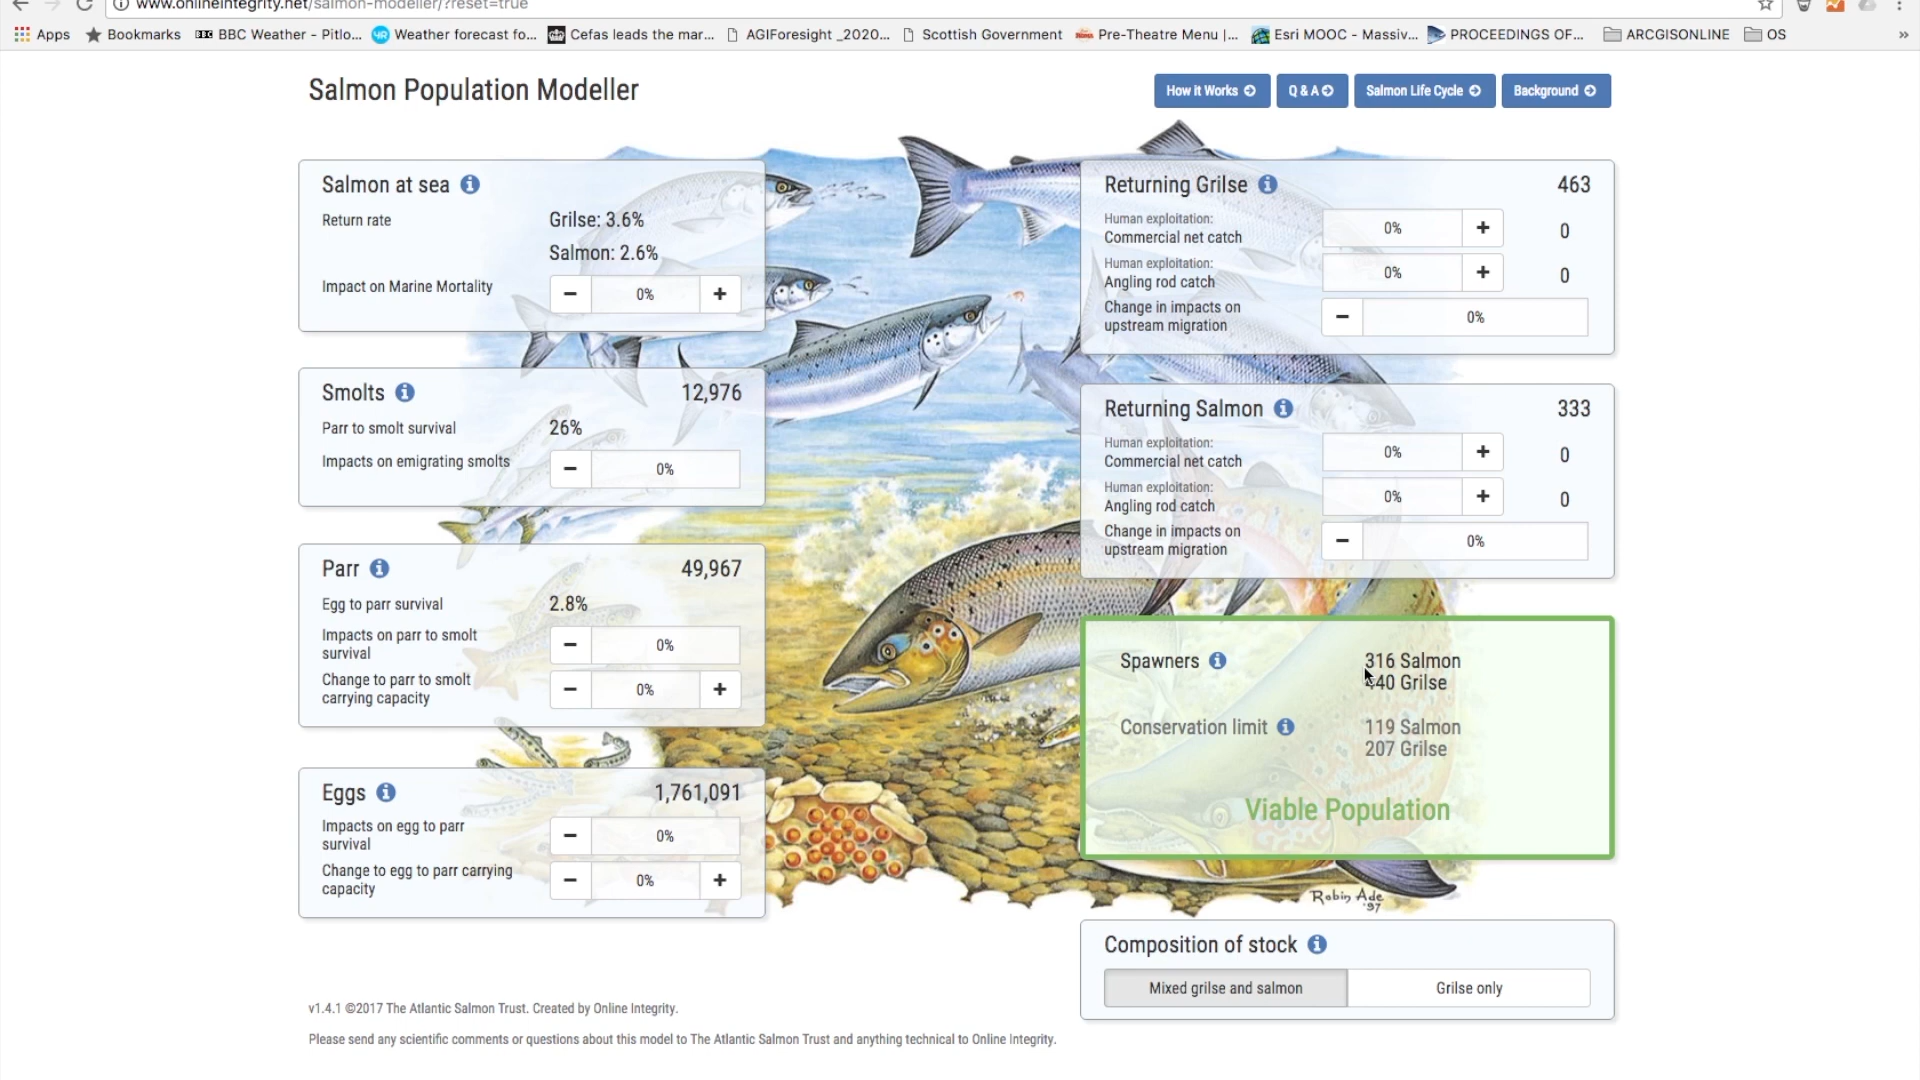 www.onlineintegrity.net/salmon-modeller/?reset=true
Apps Bookmarks BBC BBC Weather - Pitlo... Weather forecast fo... Cefas leads the mar... AGIForesight _2020... Scottish Government Pre-Theatre Menu |... Esri MOOC - Massiv... PROCEEDINGS OF... ARCGISONLINE OS »
Salmon Population Modeller
How it Works
Q & A
Salmon Life Cycle
Background
Salmon at sea
Return rate
Grilse: 3.6%
Salmon: 2.6%
Impact on Marine Mortality
− 0% +
Smolts 12,976
Parr to smolt survival 26%
Impacts on emigrating smolts − 0%
Parr 49,967
Egg to parr survival 2.8%
Impacts on parr to smolt
survival
− 0%
Change to parr to smolt
carrying capacity
− 0% +
Eggs 1,761,091
Impacts on egg to parr
survival
− 0%
Change to egg to parr carrying
capacity
− 0% +
Returning Grilse 463
Human exploitation:
Commercial net catch
0% + 0
Human exploitation:
Angling rod catch
0% + 0
Change in impacts on
upstream migration
− 0%
Returning Salmon 333
Human exploitation:
Commercial net catch
0% + 0
Human exploitation:
Angling rod catch
0% + 0
Change in impacts on
upstream migration
− 0%
Spawners
316 Salmon
440 Grilse
Conservation limit
119 Salmon
207 Grilse
Viable Population
Robin Ade
'97
Composition of stock
Mixed grilse and salmon
Grilse only
v1.4.1 ©2017 The Atlantic Salmon Trust. Created by Online Integrity.
Please send any scientific comments or questions about this model to The Atlantic Salmon Trust and anything technical to Online Integrity.